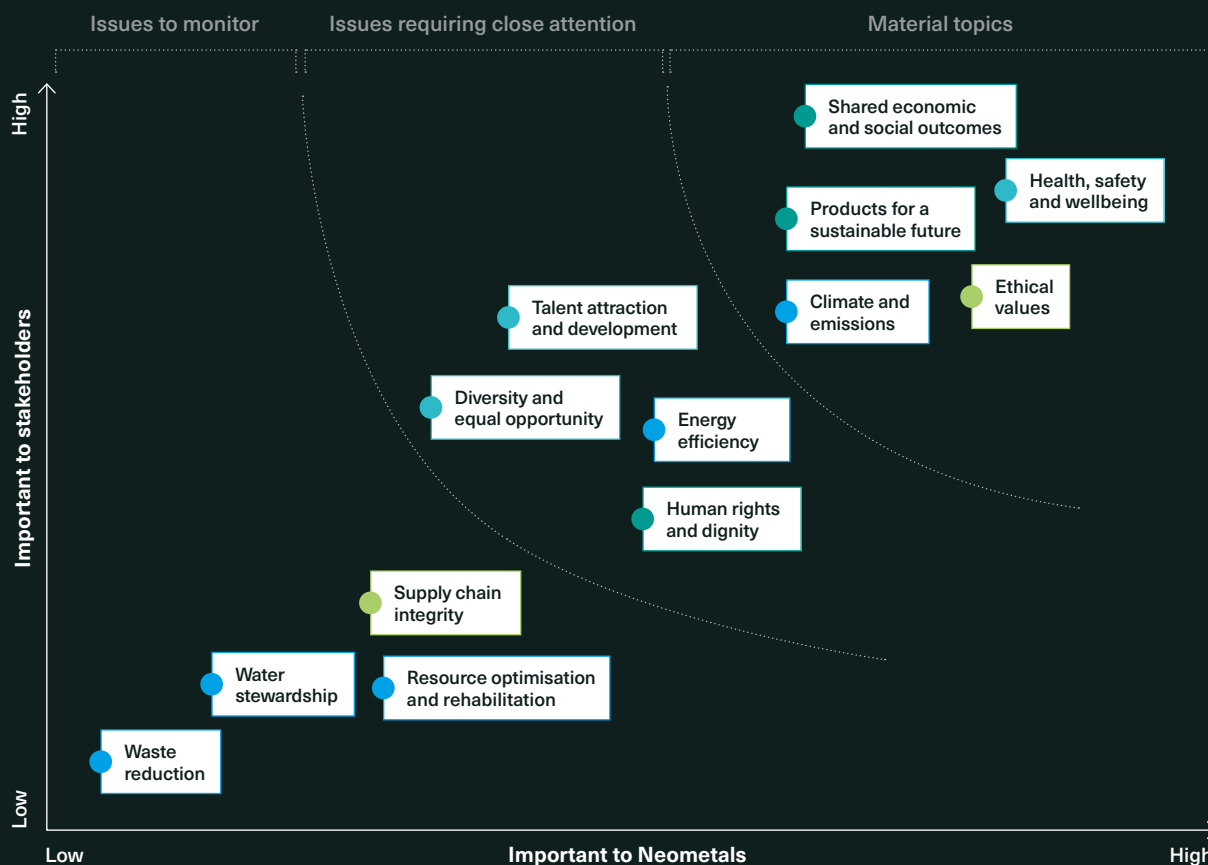 Issues to monitor
Issues requiring close attention
Material topics
High
Important to stakeholders
Low
Shared economic
and social outcomes
Health, safety
and wellbeing
Products for a
sustainable future
Ethical
values
Climate and
emissions
Talent attraction
and development
Diversity and
equal opportunity
Energy
efficiency
Human rights
and dignity
Supply chain
integrity
Water
stewardship
Resource optimisation
and rehabilitation
Waste
reduction
Low
Important to Neometals
High